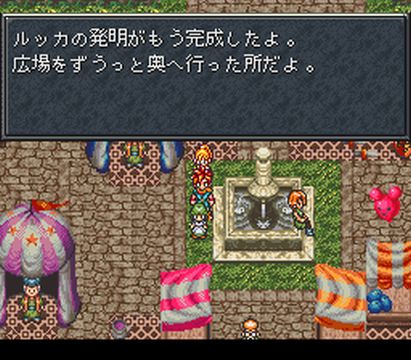 ルッカの発明がもう完成したよ。
広場をずうっと奥へ行った所だよ。